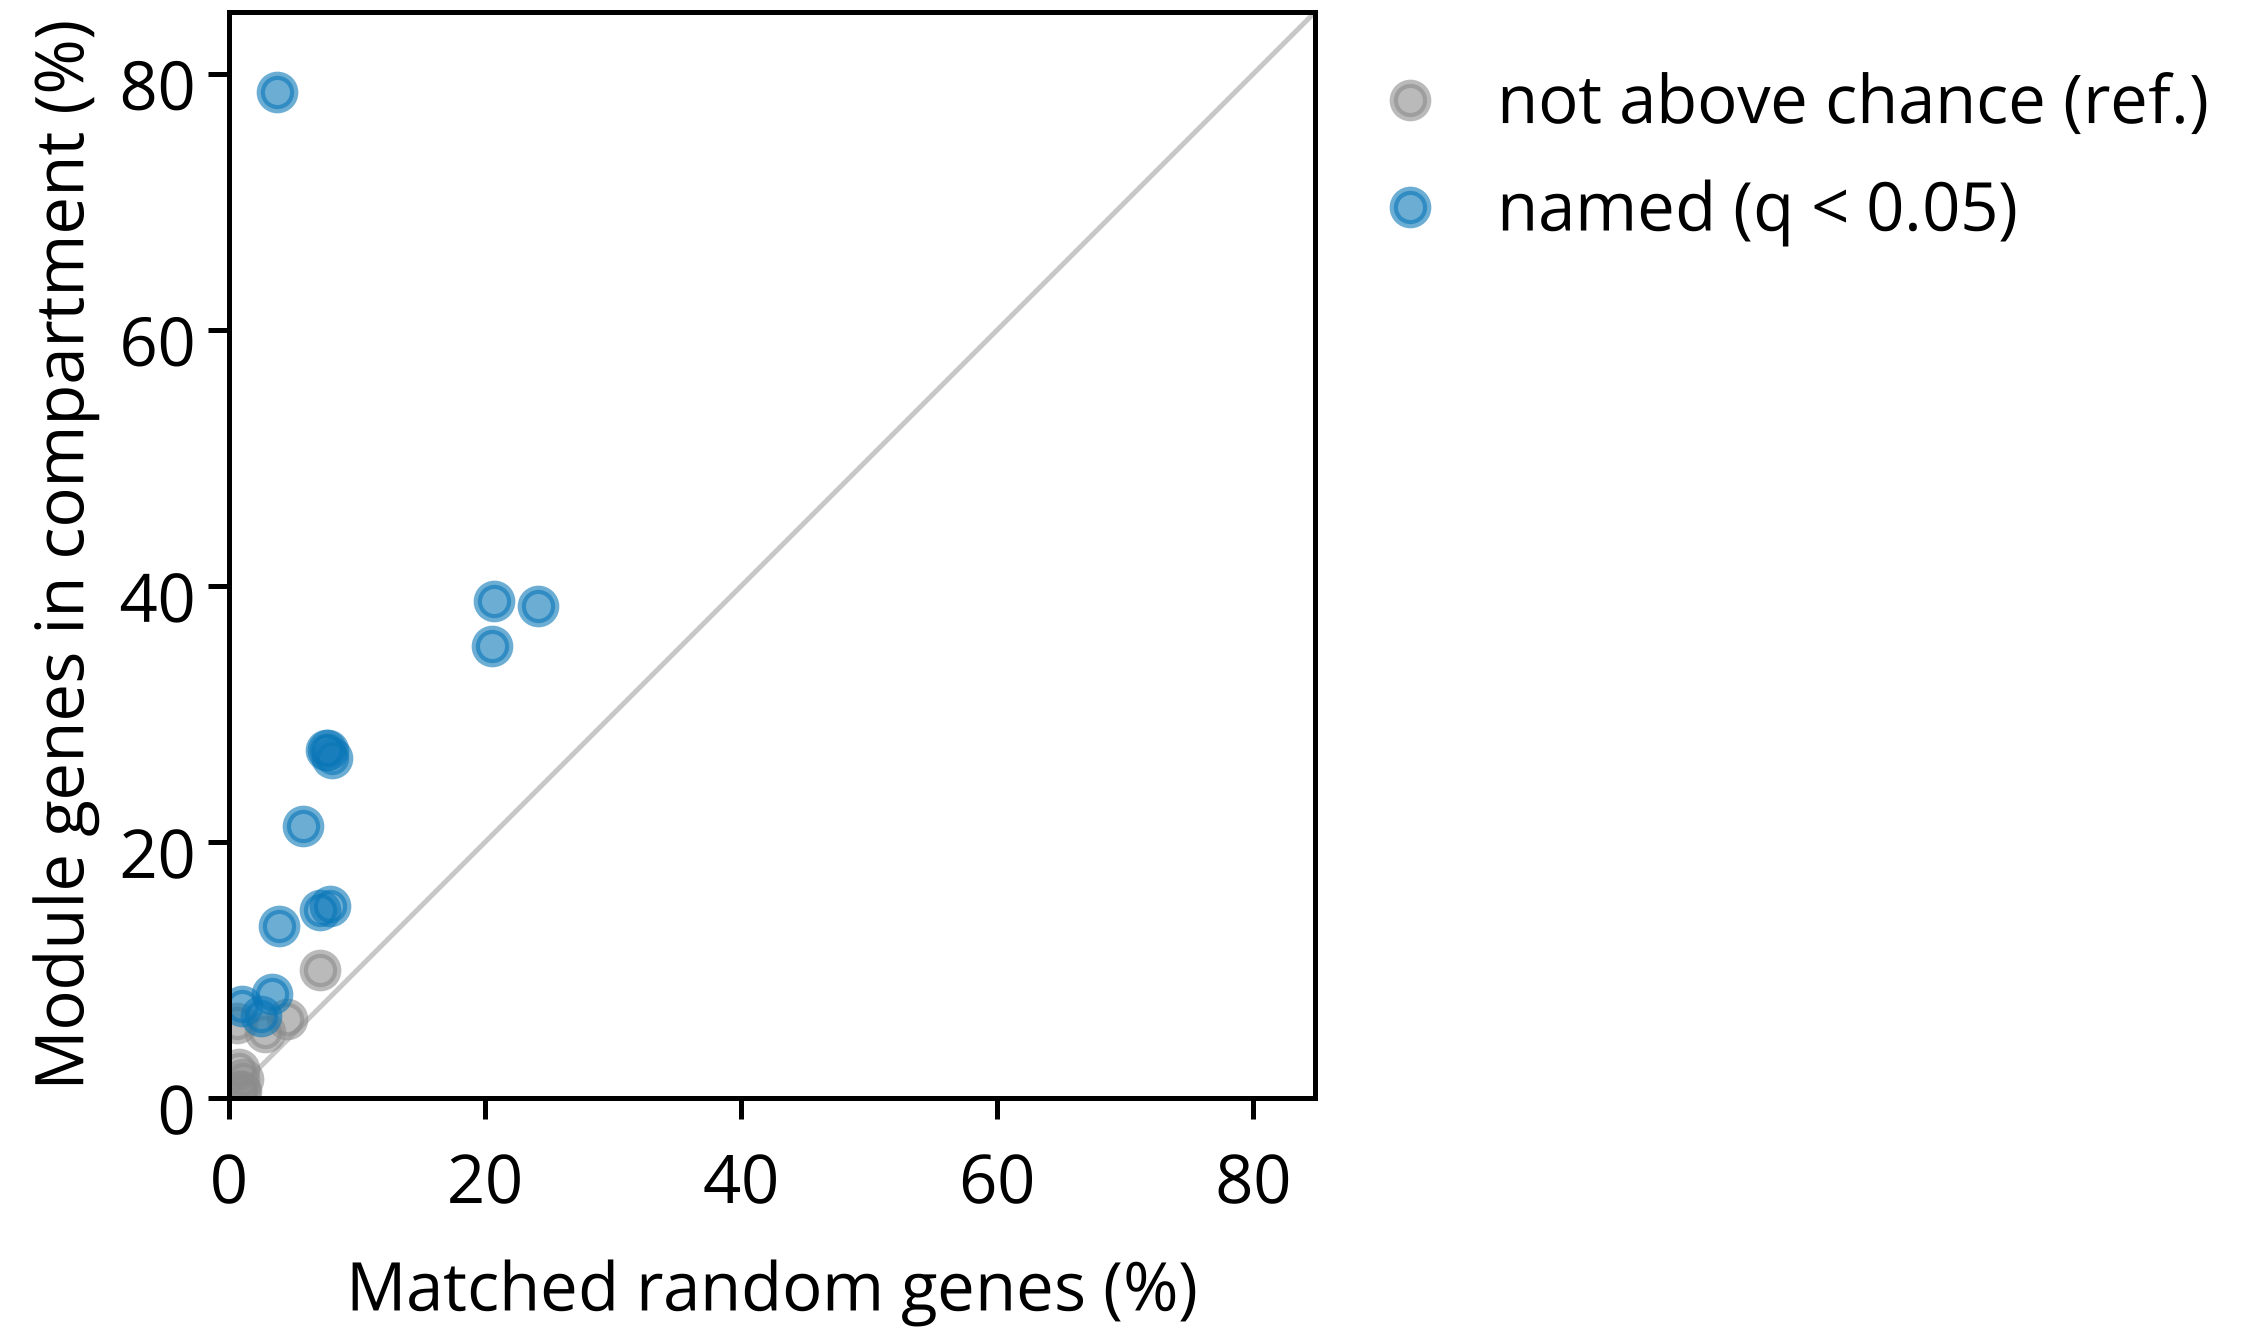 Module genes in compartment (%)
80
60
40
20
0
0 20 40 60 80
Matched random genes (%)
not above chance (ref.)
named (q < 0.05)